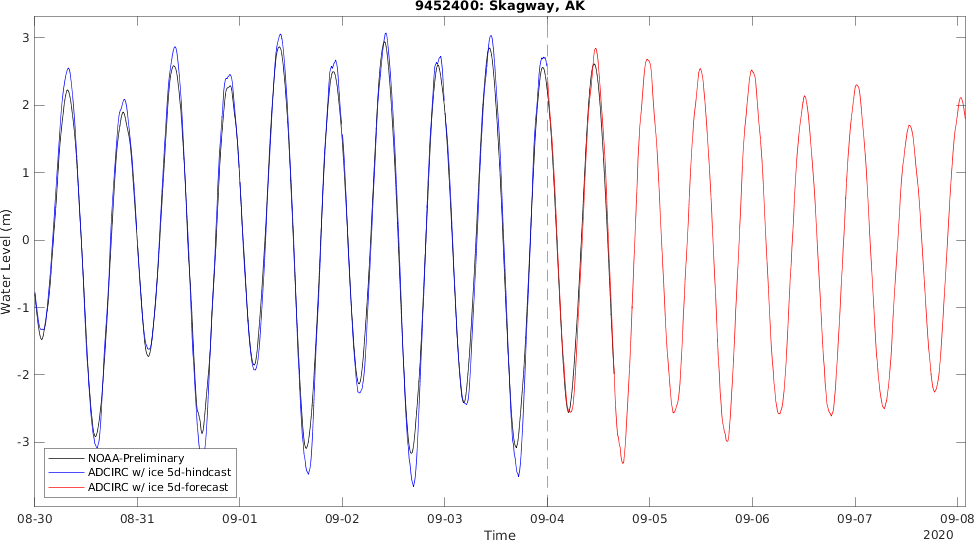 9452400: Skagway, AK
3
2
1
0
-1
-2
-3
Water Level (m)
NOAA-Preliminary
ADCIRC w/ ice 5d-hindcast
ADCIRC w/ ice 5d-forecast
08-30 08-31 09-01 09-02 09-03 09-04 09-05 09-06 09-07 09-08
Time
2020